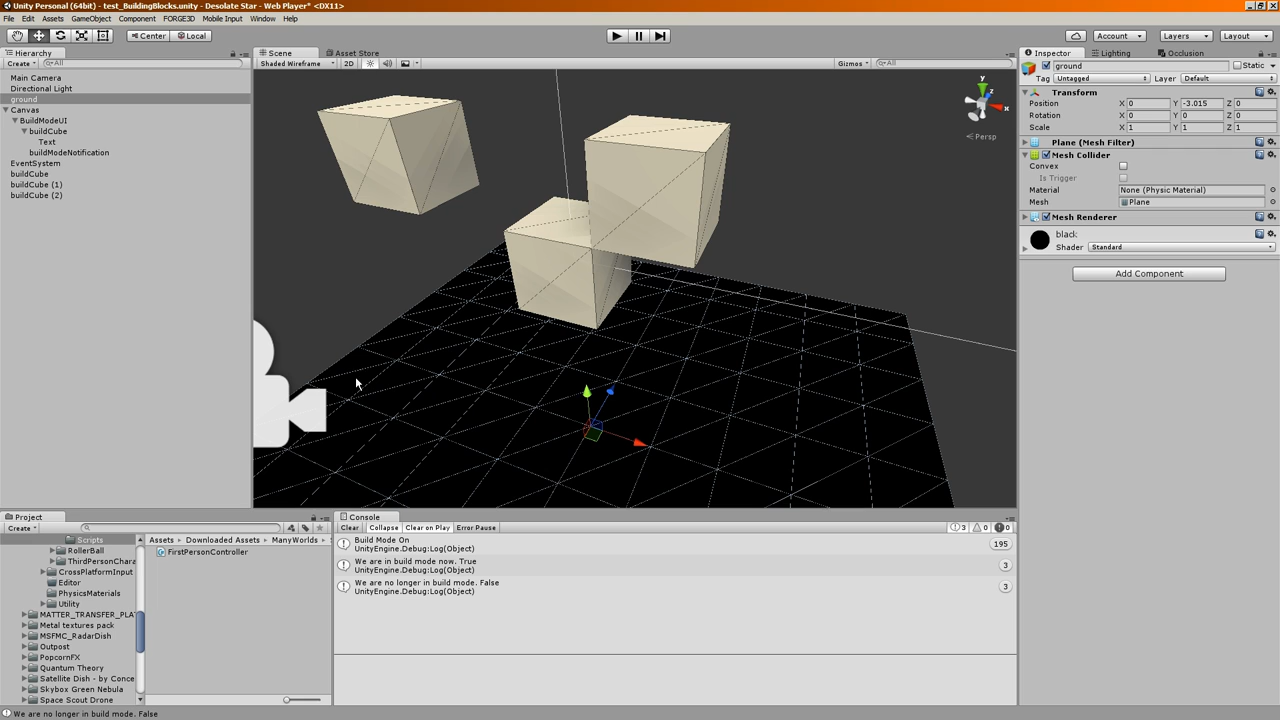 Unity Personal (64bit) - test_BuildingBlocks.unity - Desolate Star - Web Player* <DX11>
File Edit Assets GameObject Component FORGE3D Mobile Input Window Help
Center Local
Account Layers Layout
Hierarchy
Create All
Main Camera
Directional Light
ground
Canvas
BuildModeUI
buildCube
Text
buildModeNotification
EventSystem
buildCube
buildCube (1)
buildCube (2)
Scene Asset Store
Shaded Wireframe 2D Gizmos All
y
z
x
Persp
Inspector Lighting Occlusion
ground Static
Tag Untagged Layer Default
Transform
Position X 0 Y -3.015 Z 0
Rotation X 0 Y 0 Z 0
Scale X 1 Y 1 Z 1
Plane (Mesh Filter)
Mesh Collider
Convex
Is Trigger
Material None (Physic Material)
Mesh Plane
Mesh Renderer
black
Shader Standard
Add Component
Project
Create
Scripts
RollerBall
ThirdPersonChara
CrossPlatformInput
Editor
PhysicsMaterials
Utility
MATTER_TRANSFER_PLAT
Metal textures pack
MSFMC_RadarDish
Outpost
PopcornFX
Quantum Theory
Satellite Dish - by Conce
Skybox Green Nebula
Space Scout Drone
Assets Downloaded Assets ManyWorlds
FirstPersonController
Console
Clear Collapse Clear on Play Error Pause 3 0 0
Build Mode On
UnityEngine.Debug:Log(Object)
195
We are in build mode now. True
UnityEngine.Debug:Log(Object)
3
We are no longer in build mode. False
UnityEngine.Debug:Log(Object)
3
We are no longer in build mode. False